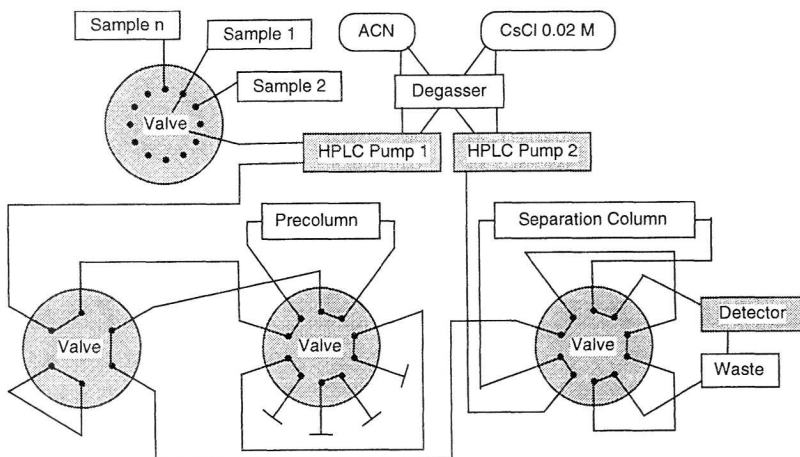 Sample n
Sample 1
ACN
CsCl 0.02 M
Sample 2
Degasser
Valve
HPLC Pump 1
HPLC Pump 2
Precolumn
Separation Column
Valve
Valve
Valve
Detector
Waste